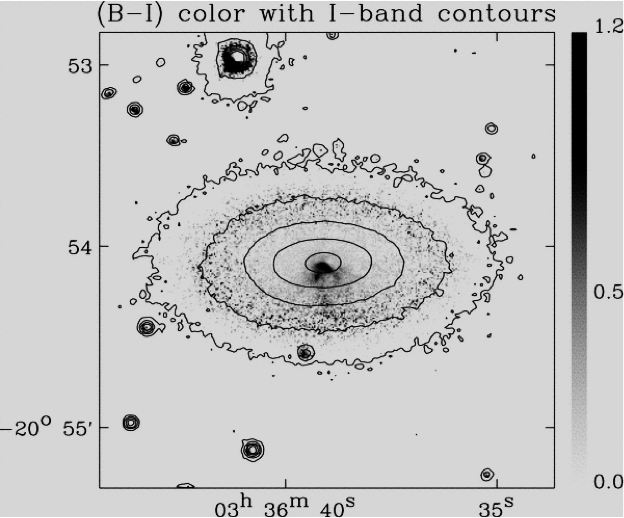 (B−I) color with I−band contours
1.2
53
54
0.5
−20° 55′
0.0
03ʰ 36ᵐ 40ˢ
35ˢ